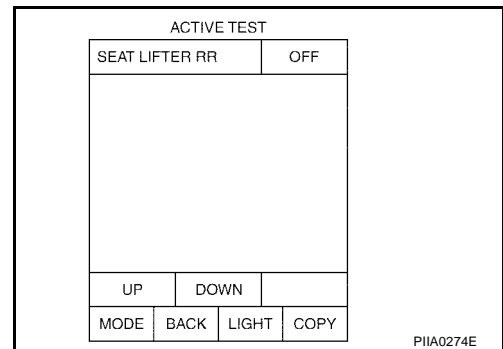 ACTIVE TEST
SEAT LIFTER RR OFF
UP DOWN
MODE BACK LIGHT COPY
PIIA0274E